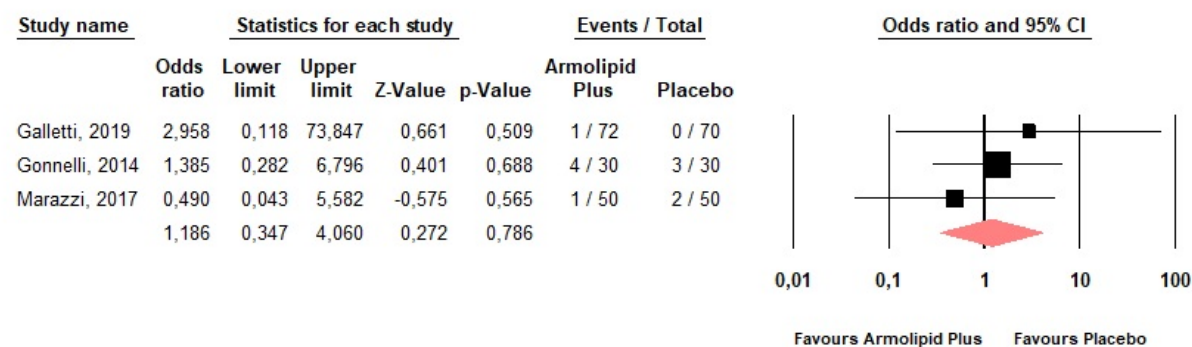 Study name Statistics for each study Events / Total Odds ratio and 95% CI
Odds Lower Upper Armolipid
ratio limit limit Z-Value p-Value Plus Placebo
Galletti, 2019 2,958 0,118 73,847 0,661 0,509 1 / 72 0 / 70
Gonnelli, 2014 1,385 0,282 6,796 0,401 0,688 4 / 30 3 / 30
Marazzi, 2017 0,490 0,043 5,582 -0,575 0,565 1 / 50 2 / 50
1,186 0,347 4,060 0,272 0,786
0,01 0,1 1 10 100
Favours Armolipid Plus Favours Placebo